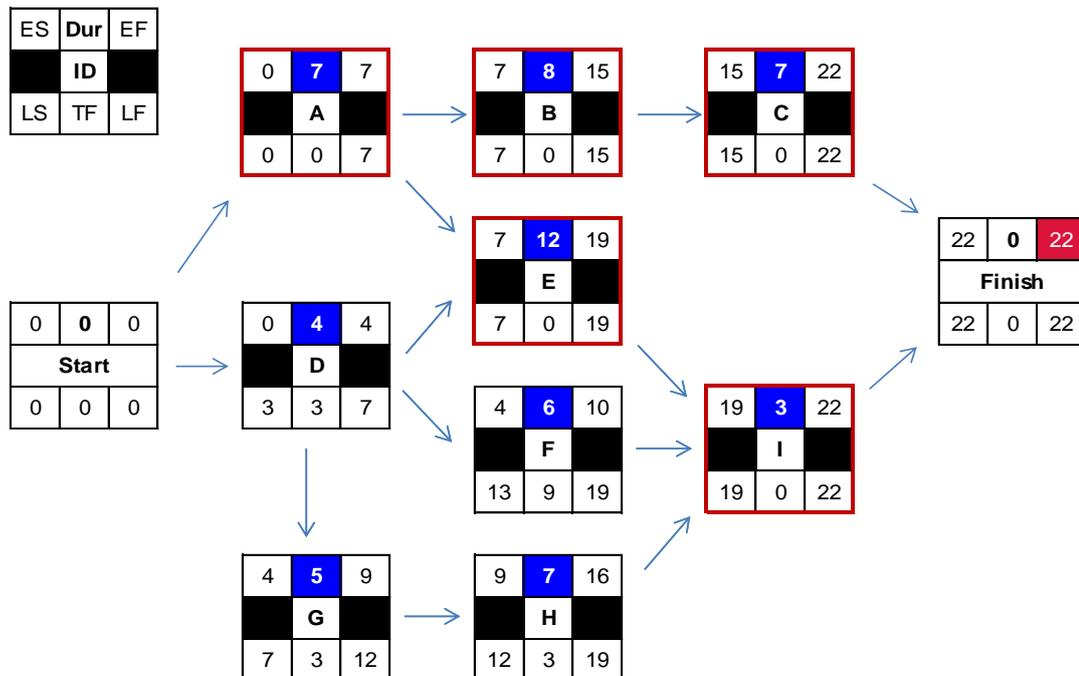 ES Dur EF
ID
LS TF LF
0 7 7
A
0 0 7
7 8 15
B
7 0 15
15 7 22
C
15 0 22
7 12 19
E
7 0 19
22 0 22
Finish
22 0 22
0 0 0
Start
0 0 0
0 4 4
D
3 3 7
4 6 10
F
13 9 19
19 3 22
I
19 0 22
4 5 9
G
7 3 12
9 7 16
H
12 3 19